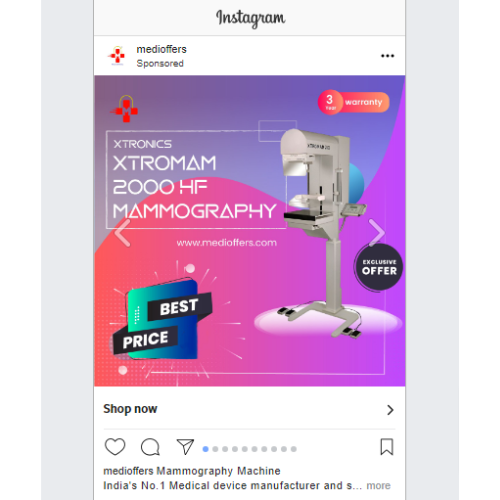 Instagram
medioffers
Sponsored
3 YEAR warranty
XTRONICS
XTROMAM
2000 HF
MAMMOGRAPHY
www.medioffers.com
EXCLUSIVE
OFFER
BEST
PRICE
Shop now
medioffers Mammography Machine
India's No.1 Medical device manufacturer and s... more